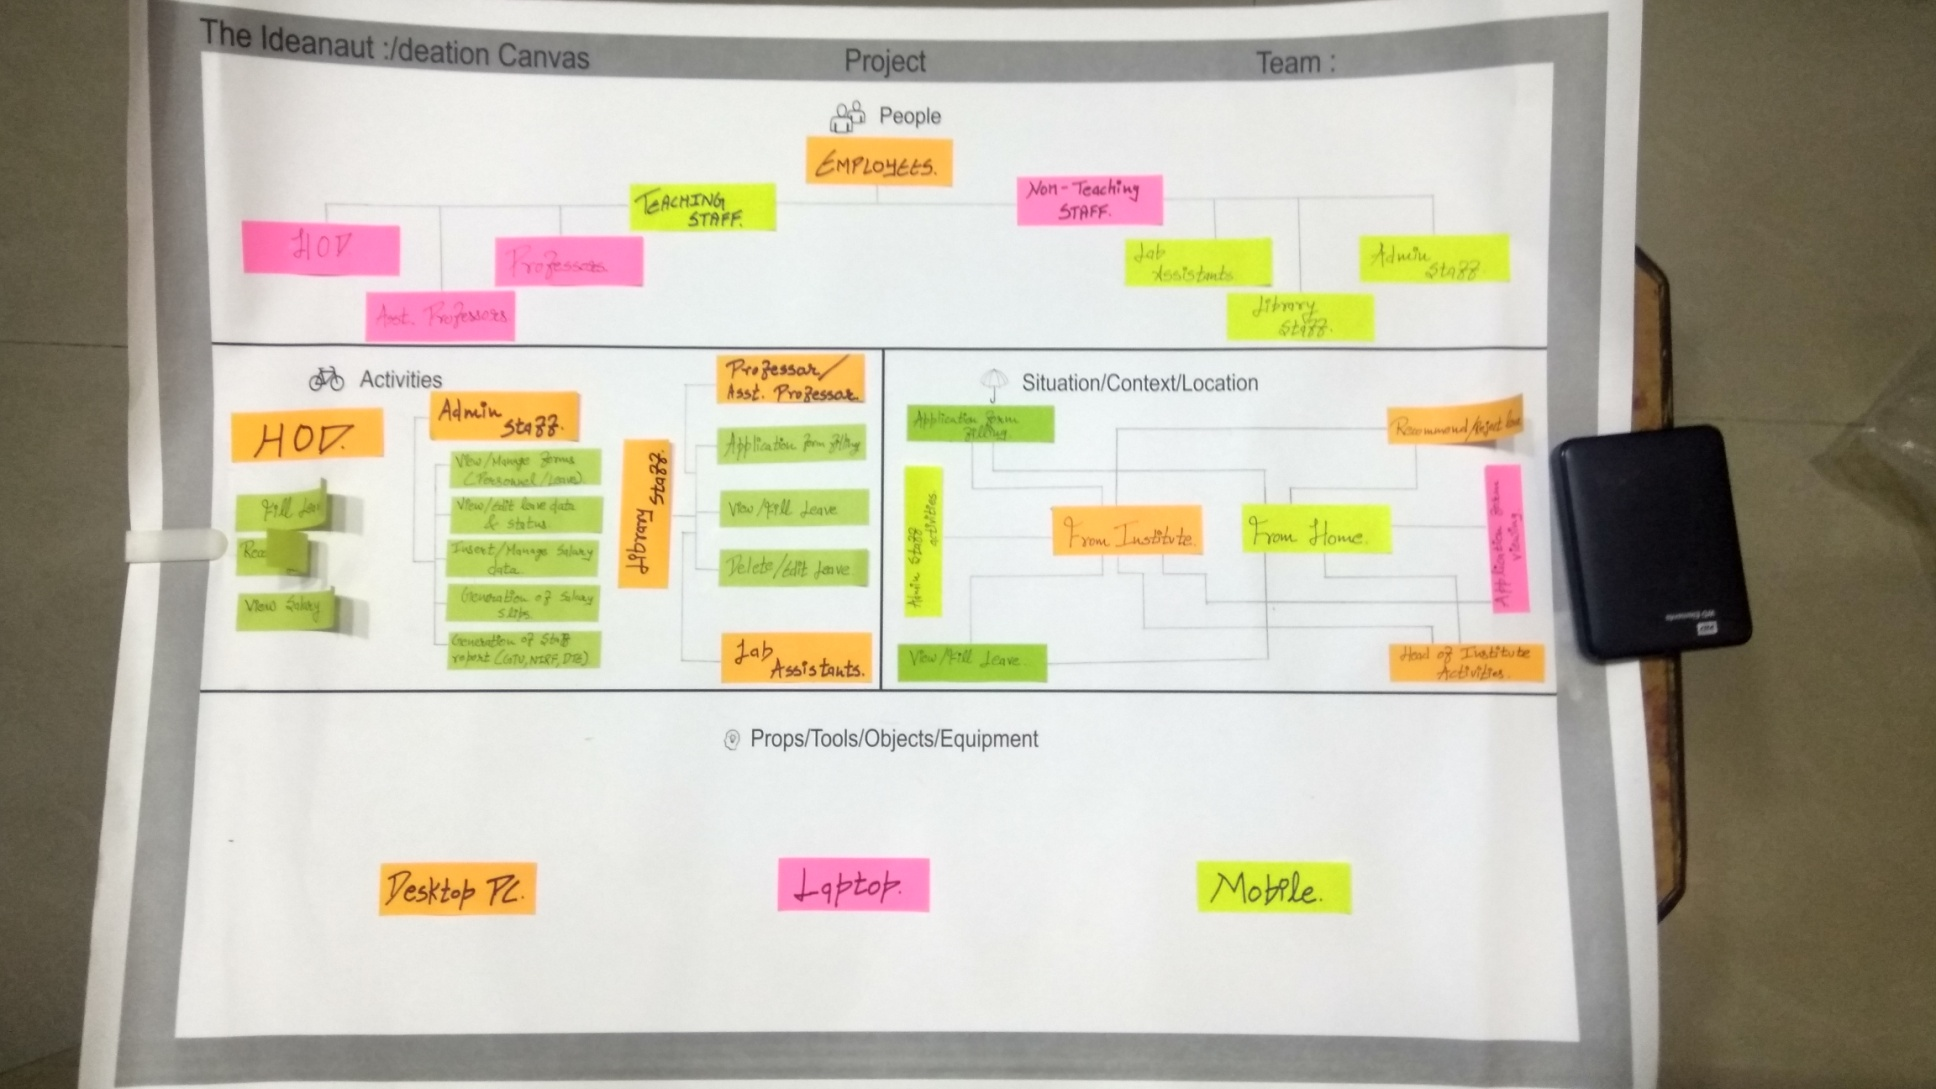 The Ideanaut :/deation Canvas
Project
Team :
People
EMPLOYEES.
TEACHING
STAFF.
Non-Teaching
STAFF.
HOD
Professors
Asst. Professors
Lab
Assistants.
Library
Staff.
Admin
Staff.
Activities
HOD.
Fill
View Salary
Admin
Staff.
View/Manage Forms
(Personnel/Leave)
View/Edit leave data
& status.
Insert/Manage Salary
data.
Generation of Salary
slips.
Generation of Staff
report (GTU, NIRF, DTE)
Library Staff.
Professor/
Asst. Professor.
Application form filling
View/Fill Leave
Delete/Edit Leave.
Lab
Assistants.
Situation/Context/Location
Application form
filling.
Recommend/Reject
Admin Staff
activities.
From Institute.
From Home.
Application form
viewing
View/Fill Leave.
Head of Institute
Activities.
Props/Tools/Objects/Equipment
Desktop PC.
Laptop.
Mobile.
WD